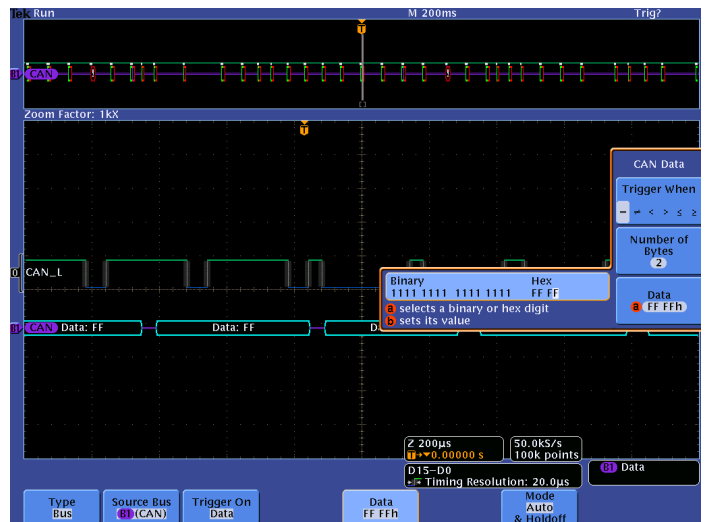 Tek Run M 200ms Trig?
T
B1 CAN
Zoom Factor: 1kX
T
CAN Data
Trigger When
= ≠ < > ≤ ≥
Number of
Bytes
2
0 CAN_L
Binary Hex
1111 1111 1111 1111 FF FF
a selects a binary or hex digit
b sets its value
Data
a FF FFh
B1 CAN Data: FF Data: FF D
Z 200µs 50.0kS/s
T→▼0.00000 s 100k points
D15-D0
Timing Resolution: 20.0µs
B1 Data
Type
Bus
Source Bus
B1 (CAN)
Trigger On
Data
Data
FF FFh
Mode
Auto
& Holdoff